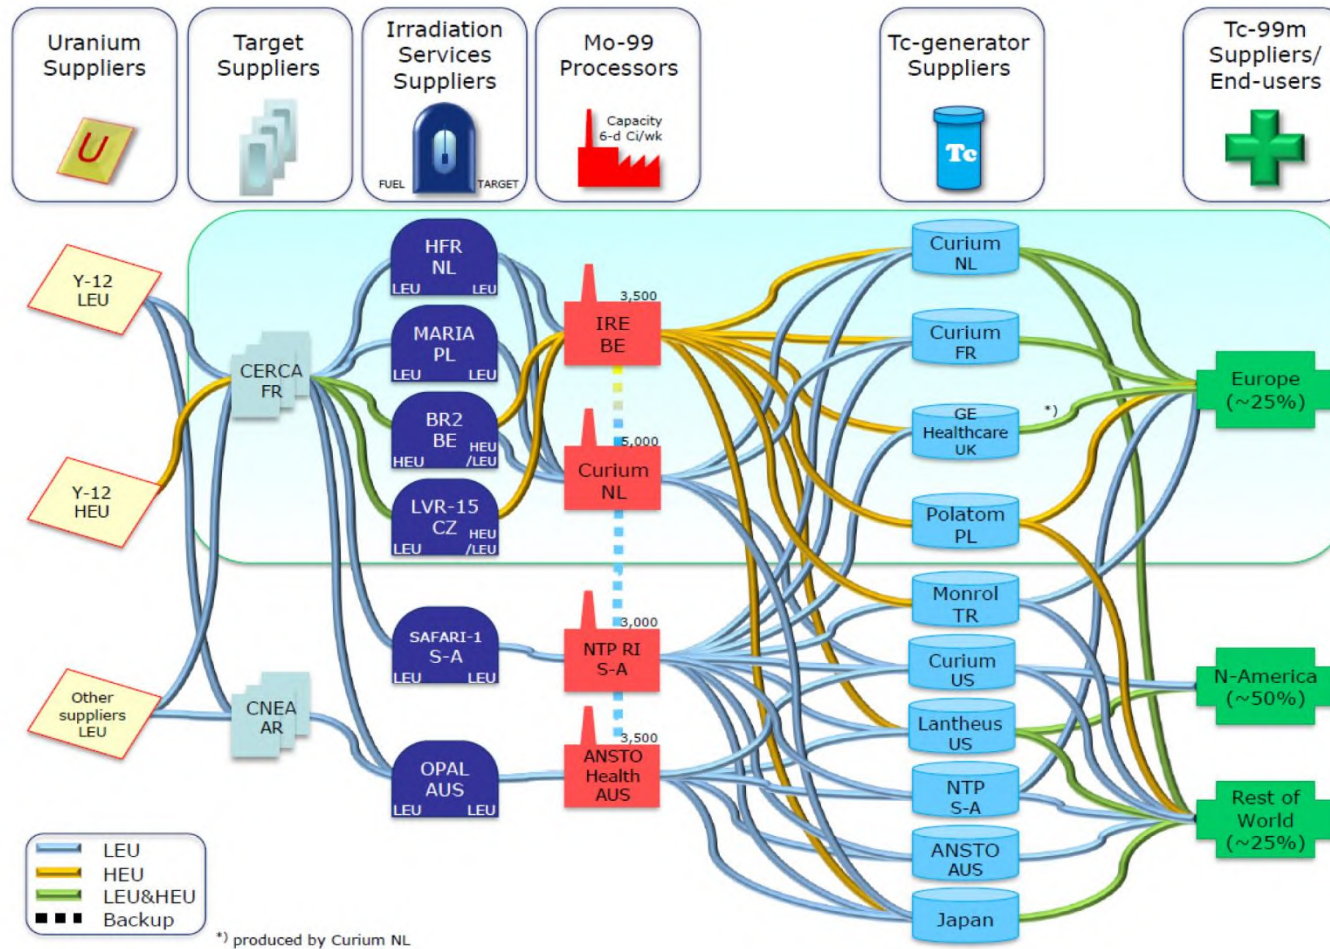 Uranium
Suppliers
U
Target
Suppliers
Irradiation
Services
Suppliers
FUEL
TARGET
Mo-99
Processors
Capacity
6-d Ci/wk
Tc-generator
Suppliers
Tc
Tc-99m
Suppliers/
End-users
Y-12
LEU
Y-12
HEU
Other
suppliers
LEU
CERCA
FR
CNEA
AR
HFR
NL
LEU
LEU
MARIA
PL
LEU
LEU
BR2
BE
HEU
HEU
/LEU
LVR-15
CZ
LEU
HEU
/LEU
SAFARI-1
S-A
LEU
LEU
OPAL
AUS
LEU
LEU
3,500
IRE
BE
5,000
Curium
NL
3,000
NTP RI
S-A
3,500
ANSTO
Health
AUS
Curium
NL
Curium
FR
GE
Healthcare
UK
*)
Polatom
PL
Monrol
TR
Curium
US
Lantheus
US
NTP
S-A
ANSTO
AUS
Japan
Europe
(~25%)
N-America
(~50%)
Rest of
World
(~25%)
LEU
HEU
LEU&HEU
Backup
*) produced by Curium NL